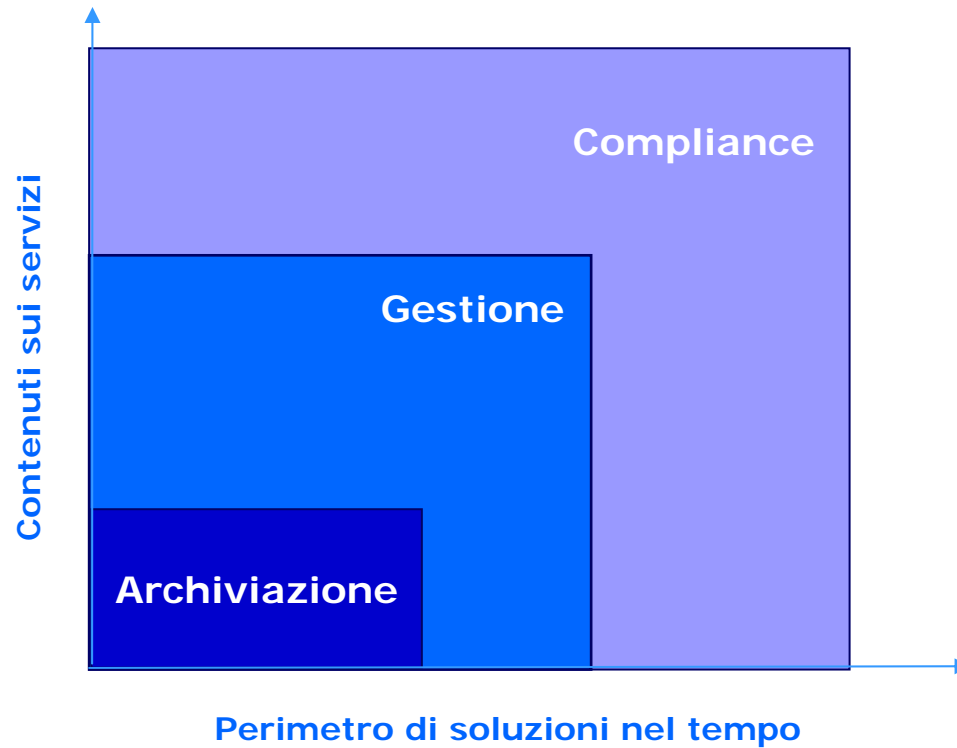 Compliance
Gestione
Archiviazione
Contenuti sui servizi
Perimetro di soluzioni nel tempo